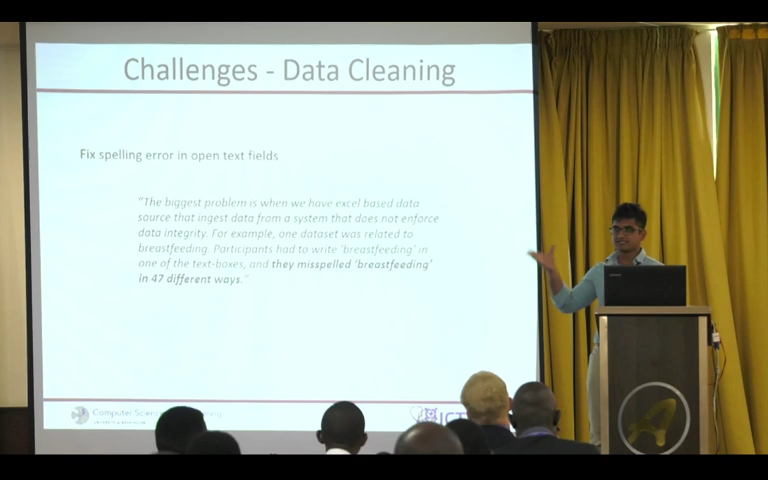 Challenges - Data Cleaning
Fix spelling error in open text fields
"The biggest problem is when we have excel based data
source that ingest data from a system that does not enforce
data integrity. For example, one dataset was related to
breastfeeding. Participants had to write 'breastfeeding' in
one of the text-boxes, and they misspelled 'breastfeeding'
in 47 different ways."
Computer Scien
ICT
lenovo